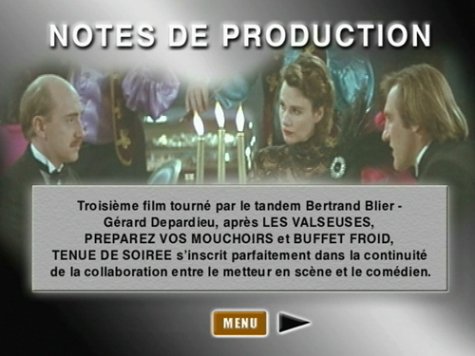 NOTES DE PRODUCTION
Troisième film tourné par le tandem Bertrand Blier -
Gérard Depardieu, après LES VALSEUSES,
PREPAREZ VOS MOUCHOIRS et BUFFET FROID,
TENUE DE SOIREE s'inscrit parfaitement dans la continuité
de la collaboration entre le metteur en scène et le comédien.
MENU